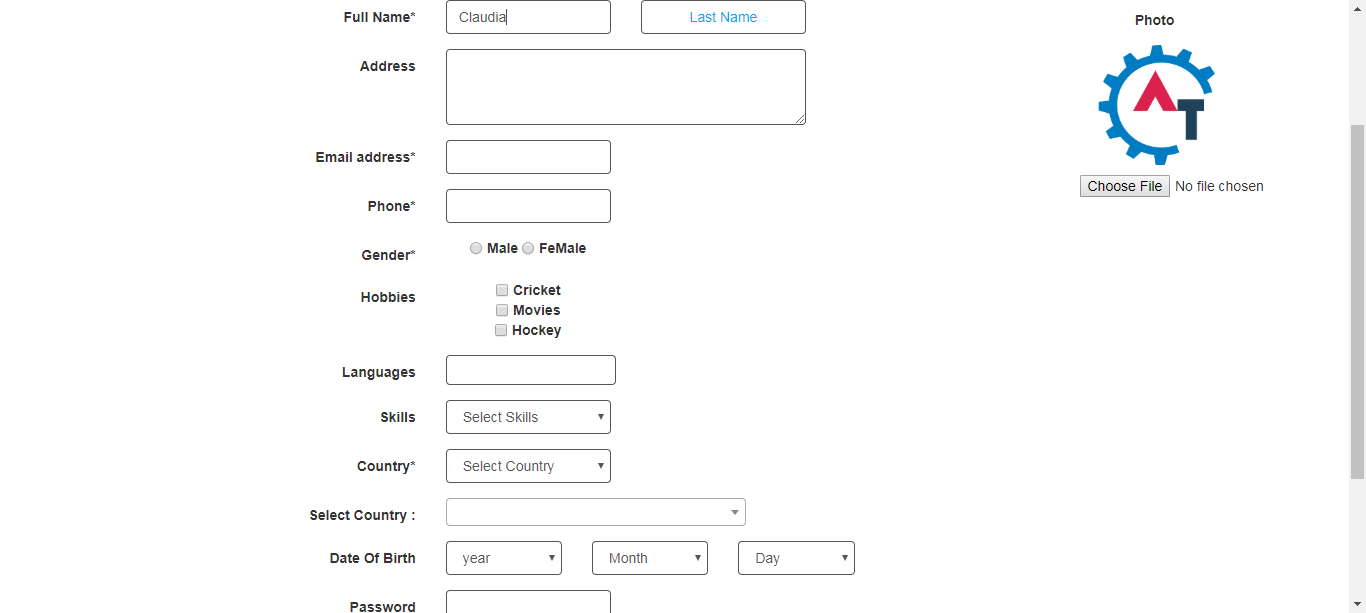 Full Name* Claudia Last Name
Photo
Address
AT
Email address*
Choose File No file chosen
Phone*
Gender* Male FeMale
Hobbies Cricket
Movies
Hockey
Languages
Skills Select Skills
Country* Select Country
Select Country :
Date Of Birth year Month Day
Password